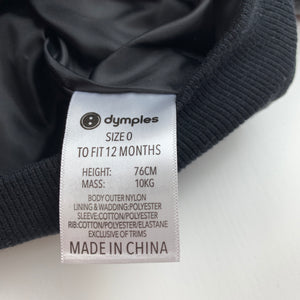 dymples
SIZE 0
TO FIT 12 MONTHS
HEIGHT: 76CM
MASS: 10KG
BODY OUTER:NYLON
LINING & WADDING:POLYESTER
SLEEVE:COTTON/POLYESTER
RIB:COTTON/POLYESTER/ELASTANE
EXCLUSIVE OF TRIMS
MADE IN CHINA